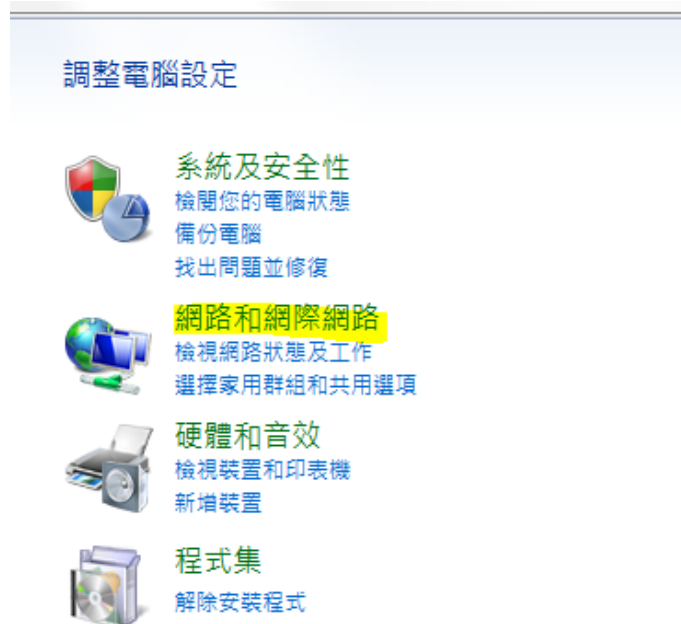 調整電腦設定
系統及安全性
檢閱您的電腦狀態
備份電腦
找出問題並修復
網路和網際網路
檢視網路狀態及工作
選擇家用群組和共用選項
硬體和音效
檢視裝置和印表機
新增裝置
程式集
解除安裝程式